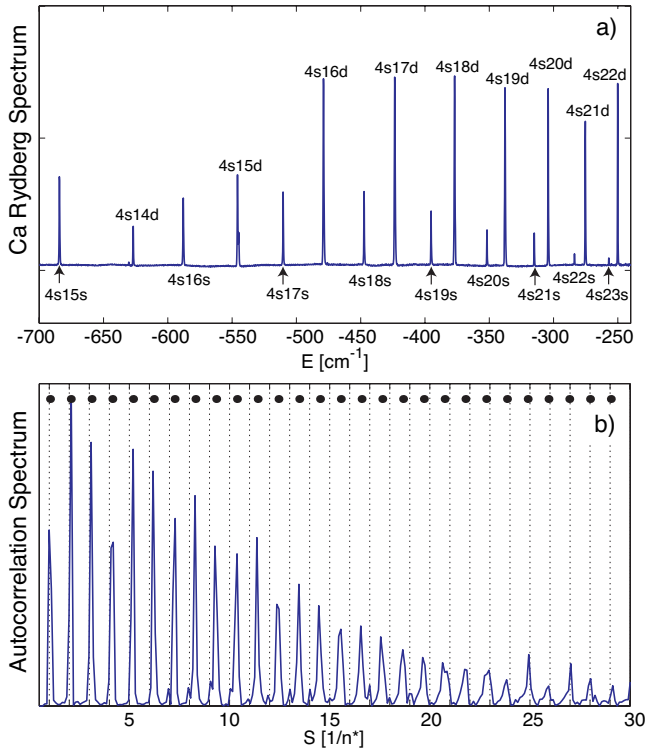 a)
Ca Rydberg Spectrum
4s16d
4s17d
4s18d
4s19d
4s20d
4s22d
4s21d
4s15d
4s14d
4s15s
4s16s
4s17s
4s18s
4s19s
4s20s
4s21s
4s22s
4s23s
-700
-650
-600
-550
-500
-450
-400
-350
-300
-250
E [cm-1]
b)
Autocorrelation Spectrum
5
10
15
20
25
30
S [1/n*]